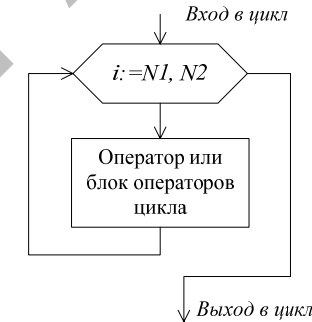 Вход в цикл
i:=N1, N2
Оператор или
блок операторов
цикла
Выход в цикл